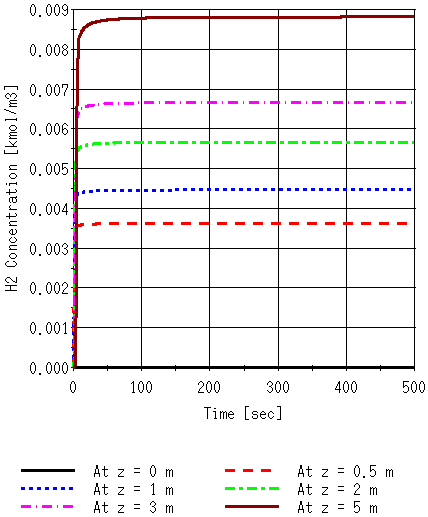 0.009
0.008
0.007
0.006
0.005
0.004
0.003
0.002
0.001
0.000
H2 Concentration [kmol/m3]
0 100 200 300 400 500
Time [sec]
At z = 0 m At z = 0.5 m
At z = 1 m At z = 2 m
At z = 3 m At z = 5 m